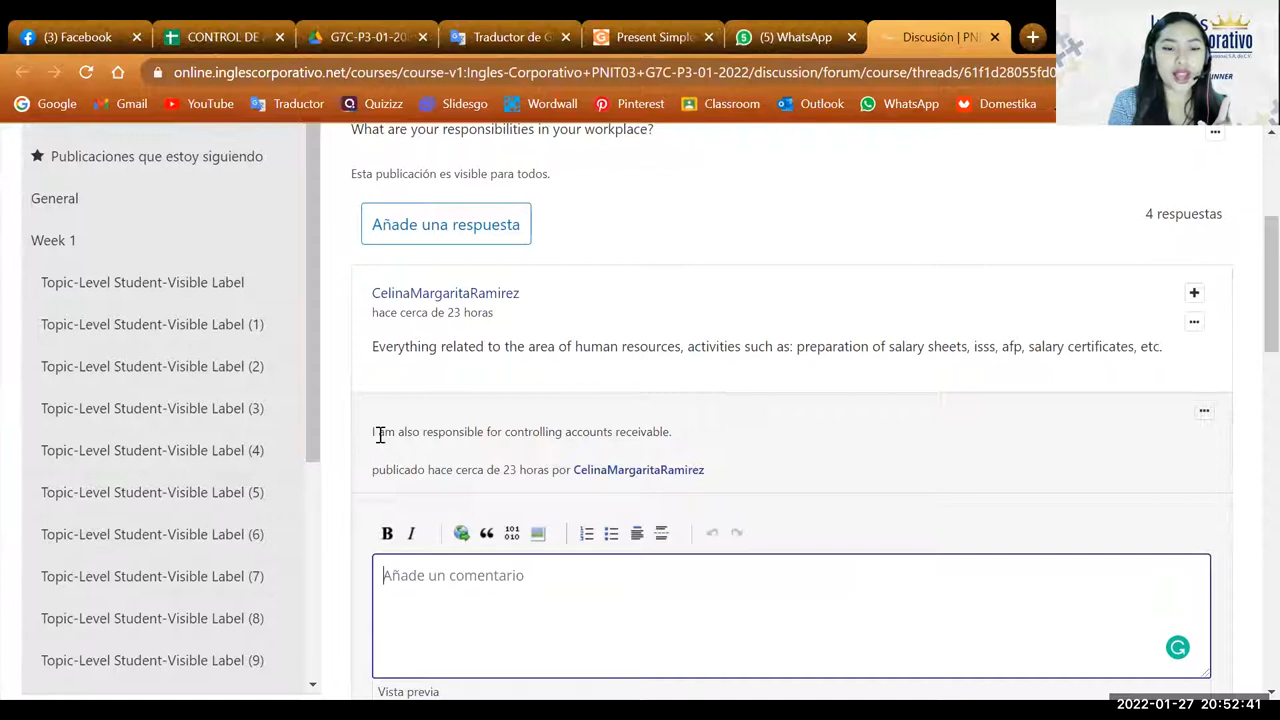 (3) Facebook
CONTROL DE
G7C-P3-01-20
Traductor de G
Present Simple
(5) WhatsApp
Discusión | PN
online.inglescorporativo.net/courses/course-v1:Ingles-Corporativo+PNIT03+G7C-P3-01-2022/discussion/forum/course/threads/61f1d28055fd0
Google
Gmail
YouTube
Traductor
Quizizz
Slidesgo
Wordwall
Pinterest
Classroom
Outlook
WhatsApp
Domestika
What are your responsibilities in your workplace?
Publicaciones que estoy siguiendo
Esta publicación es visible para todos.
General
Añade una respuesta
4 respuestas
Week 1
Topic-Level Student-Visible Label
CelinaMargaritaRamirez
hace cerca de 23 horas
Topic-Level Student-Visible Label (1)
Everything related to the area of human resources, activities such as: preparation of salary sheets, isss, afp, salary certificates, etc.
Topic-Level Student-Visible Label (2)
Topic-Level Student-Visible Label (3)
I am also responsible for controlling accounts receivable.
Topic-Level Student-Visible Label (4)
publicado hace cerca de 23 horas por CelinaMargaritaRamirez
Topic-Level Student-Visible Label (5)
Topic-Level Student-Visible Label (6)
Topic-Level Student-Visible Label (7)
Añade un comentario
Topic-Level Student-Visible Label (8)
Topic-Level Student-Visible Label (9)
Vista previa
2022-01-27 20:52:41